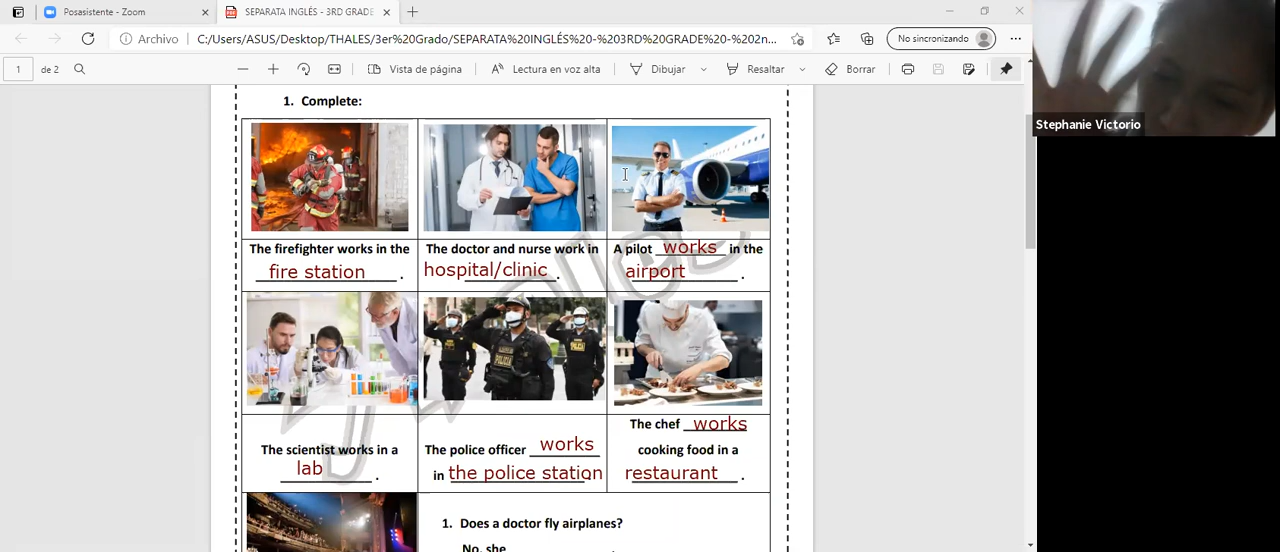 Posasistente - Zoom
SEPARATA INGLÉS - 3RD GRADE
Archivo
C:/Users/ASUS/Desktop/THALES/3er%20Grado/SEPARATA%20INGLÉS%20-%203RD%20GRADE%20-%202n...
No sincronizando
1
de 2
Vista de página
Lectura en voz alta
Dibujar
Resaltar
Borrar
Stephanie Victorio
1. Complete:
The firefighter works in the
fire station.
The doctor and nurse work in
hospital/clinic.
A pilot works in the
airport.
POLICIA
POLICIA
The scientist works in a
lab.
The police officer works
in the police station.
The chef works
cooking food in a
restaurant.
1. Does a doctor fly airplanes?
No, she